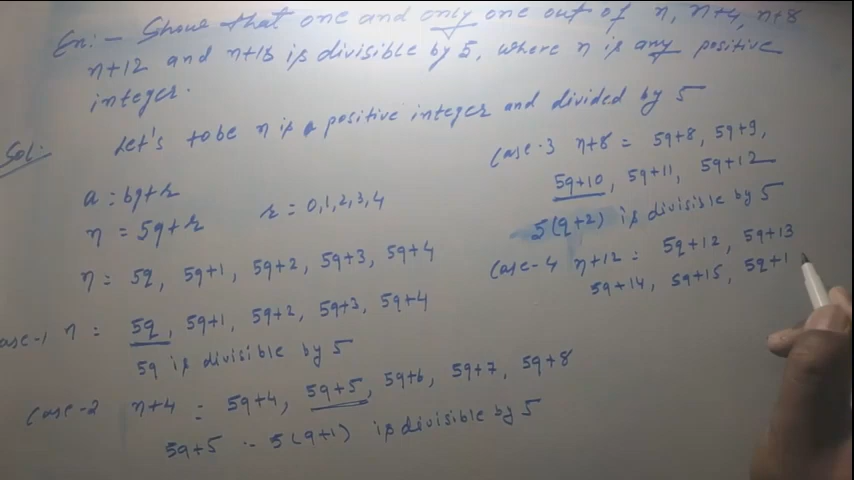 Ex:- Show that one and only one out of n, n+4, n+8
n+12 and n+13 is divisible by 5, where n is any positive
integer.
Sol:
Let's tobe n is a positive integer and divided by 5
a = bq+r
n = 5q+r r = 0,1,2,3,4
n = 5q, 5q+1, 5q+2, 5q+3, 5q+4
ase-1 n = 5q, 5q+1, 5q+2, 5q+3, 5q+4
5q is divisible by 5
Case-2 n+4 = 5q+4, 5q+5, 5q+6, 5q+7, 5q+8
5q+5 = 5(q+1) is divisible by 5
Case-3 n+8 = 5q+8, 5q+9,
5q+10, 5q+11, 5q+12
5(q+2) is divisible by 5
Case-4 n+12 = 5q+12, 5q+13
5q+14, 5q+15, 5q+1